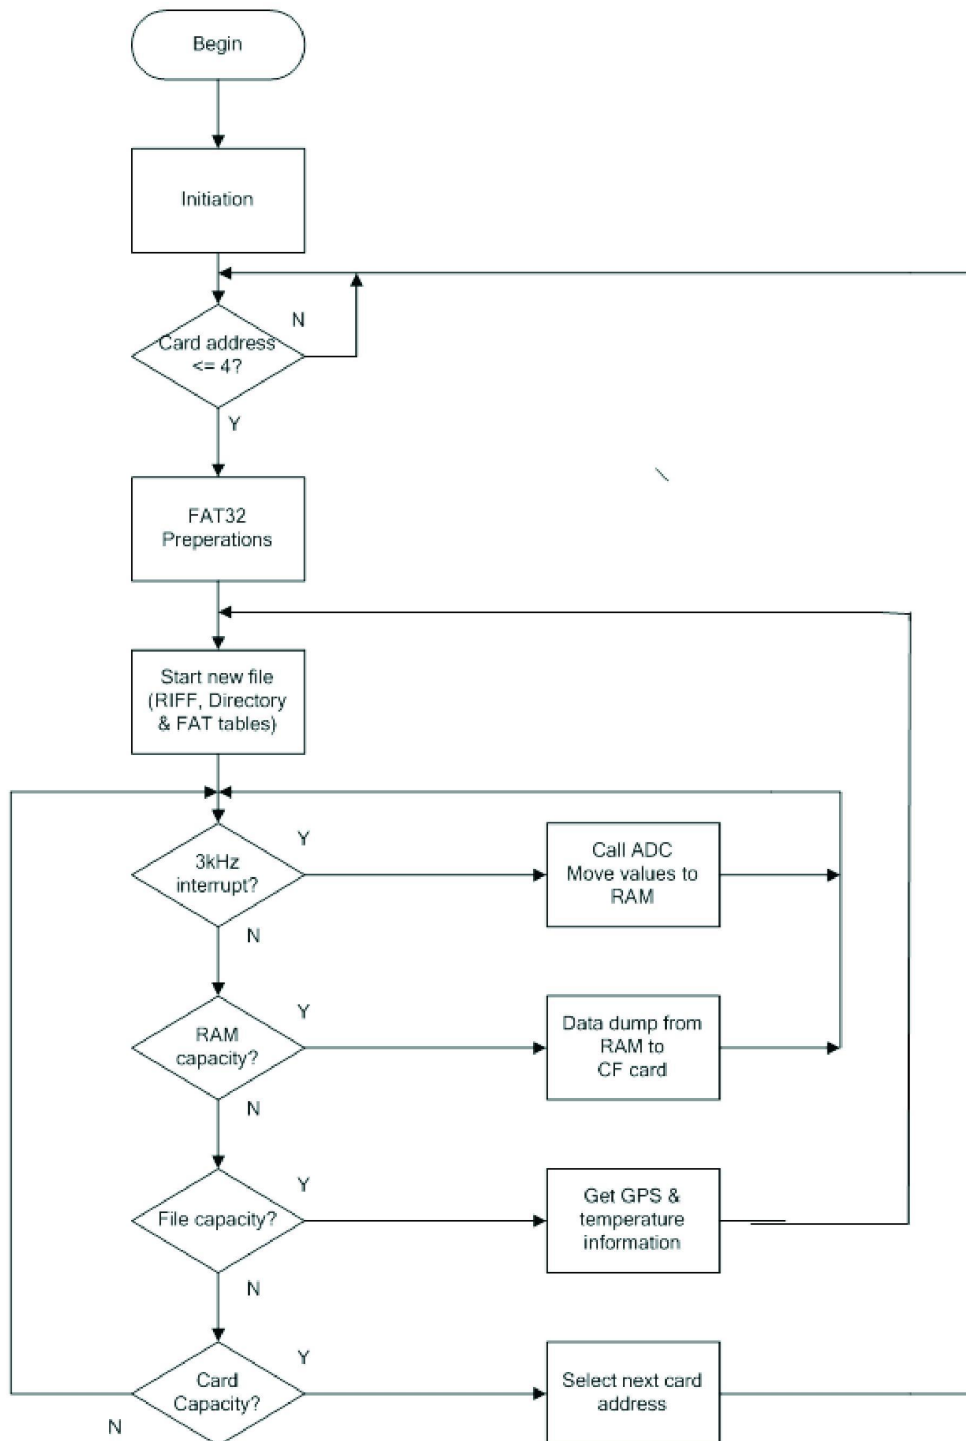 Begin
Initiation
N
Card address
<= 4?
Y
FAT32
Preperations
Start new file
(RIFF, Directory
& FAT tables)
Y
3kHz
interrupt?
Call ADC
Move values to
RAM
N
Y
RAM
capacity?
Data dump from
RAM to
CF card
N
Y
File capacity?
Get GPS &
temperature
information
N
Y
Card
Capacity?
Select next card
address
N